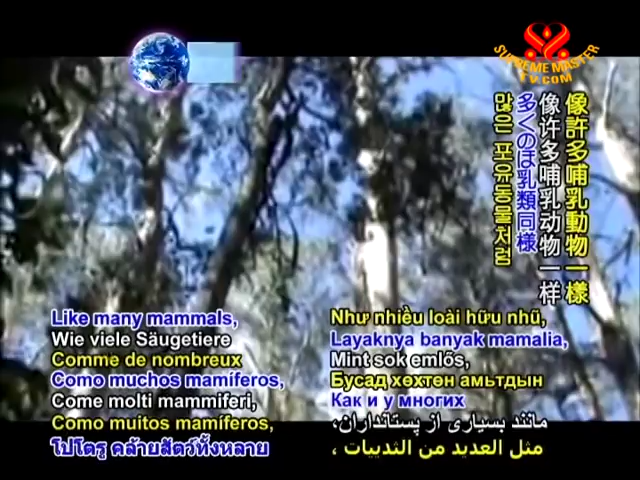 SUPREME MASTER
TV.COM
像許多哺乳動物一樣
像许多哺乳动物一样
多くのほ乳類同様
많은 포유동물처럼
Like many mammals,
Wie viele Säugetiere
Comme de nombreux
Como muchos mamíferos,
Come molti mammiferi,
Como muitos mamíferos,
โปโตรู คล้ายสัตว์ทั้งหลาย
Như nhiều loài hữu nhũ,
Layaknya banyak mamalia,
Mint sok emlős,
Бусад хөхтөн амьтдын
Как и у многих
مانند بسیاری از پستانداران،
مثل العديد من الثدييات ،